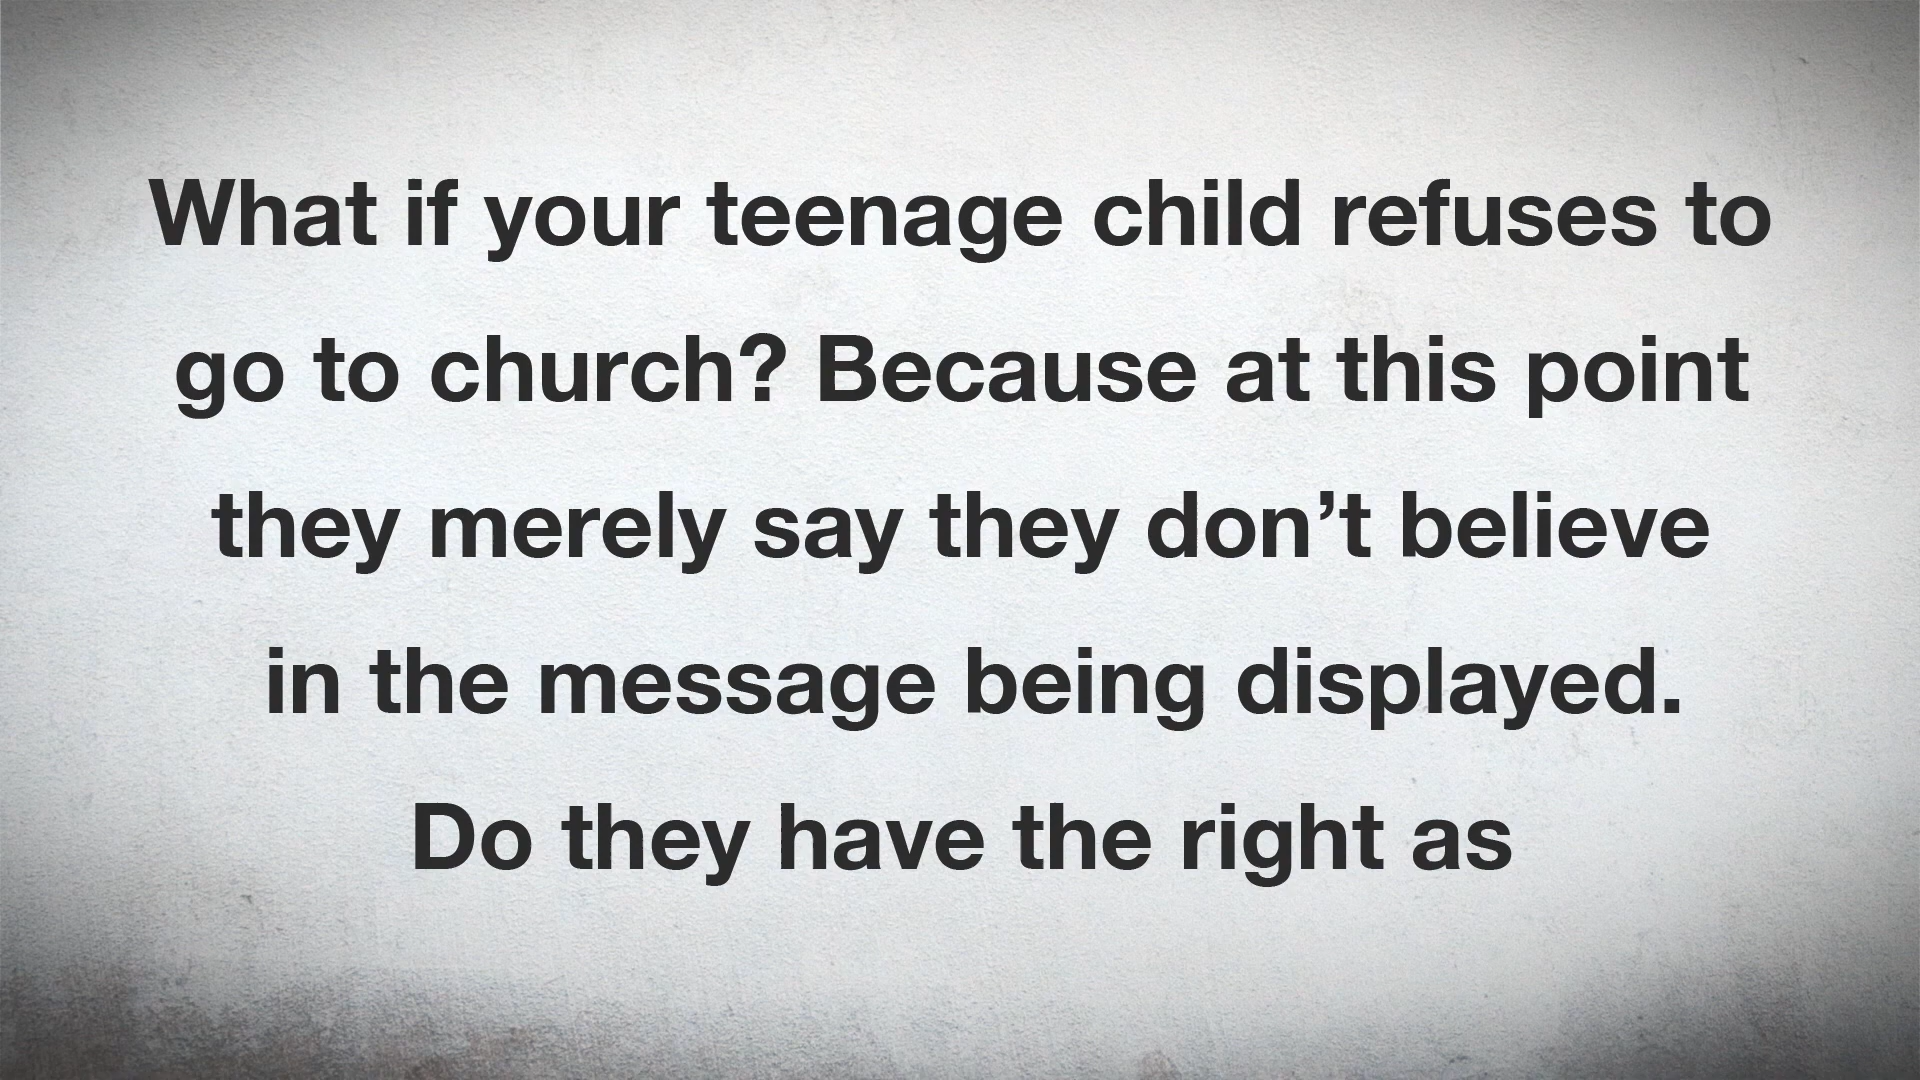 What if your teenage child refuses to
go to church? Because at this point
they merely say they don’t believe
in the message being displayed.
Do they have the right as